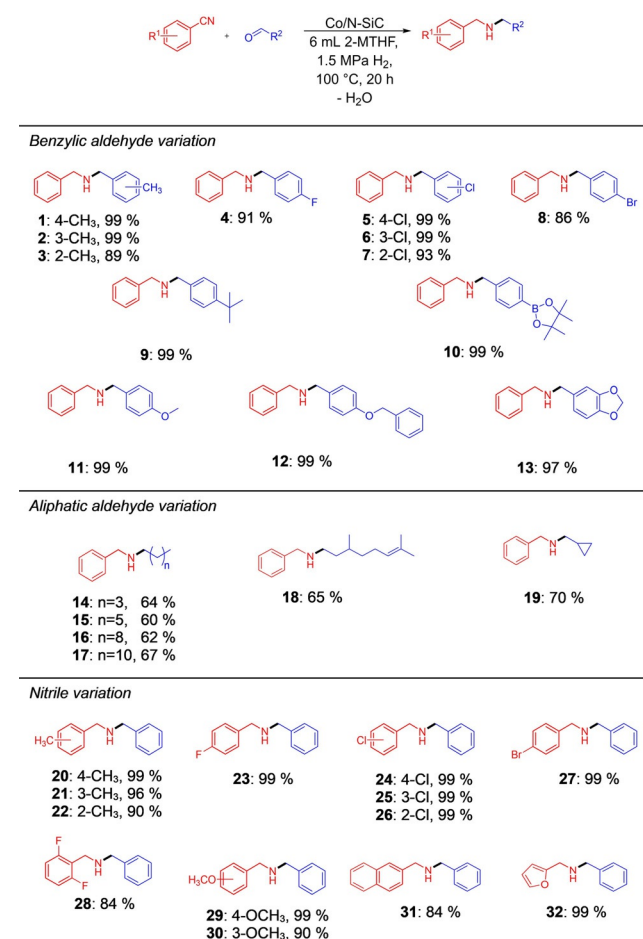 R¹ CN + O R² Co/N-SiC R¹ N H R²
6 mL 2-MTHF,
1.5 MPa H₂,
100 °C, 20 h
- H₂O
Benzylic aldehyde variation
N H CH₃ N H F N H Cl N H Br
1: 4-CH₃, 99 % 4: 91 % 5: 4-Cl, 99 % 8: 86 %
2: 3-CH₃, 99 % 6: 3-Cl, 99 %
3: 2-CH₃, 89 % 7: 2-Cl, 93 %
N H N H B O O
9: 99 % 10: 99 %
N H O N H O N H O O
11: 99 % 12: 99 % 13: 97 %
Aliphatic aldehyde variation
N H n N H N H
14: n=3, 64 % 18: 65 % 19: 70 %
15: n=5, 60 %
16: n=8, 62 %
17: n=10, 67 %
Nitrile variation
H₃C N H F N H Cl N H Br N H
20: 4-CH₃, 99 % 23: 99 % 24: 4-Cl, 99 % 27: 99 %
21: 3-CH₃, 96 % 25: 3-Cl, 99 %
22: 2-CH₃, 90 % 26: 2-Cl, 99 %
F F N H H₃CO N H N H O N H
28: 84 % 29: 4-OCH₃, 99 % 31: 84 % 32: 99 %
30: 3-OCH₃, 90 %